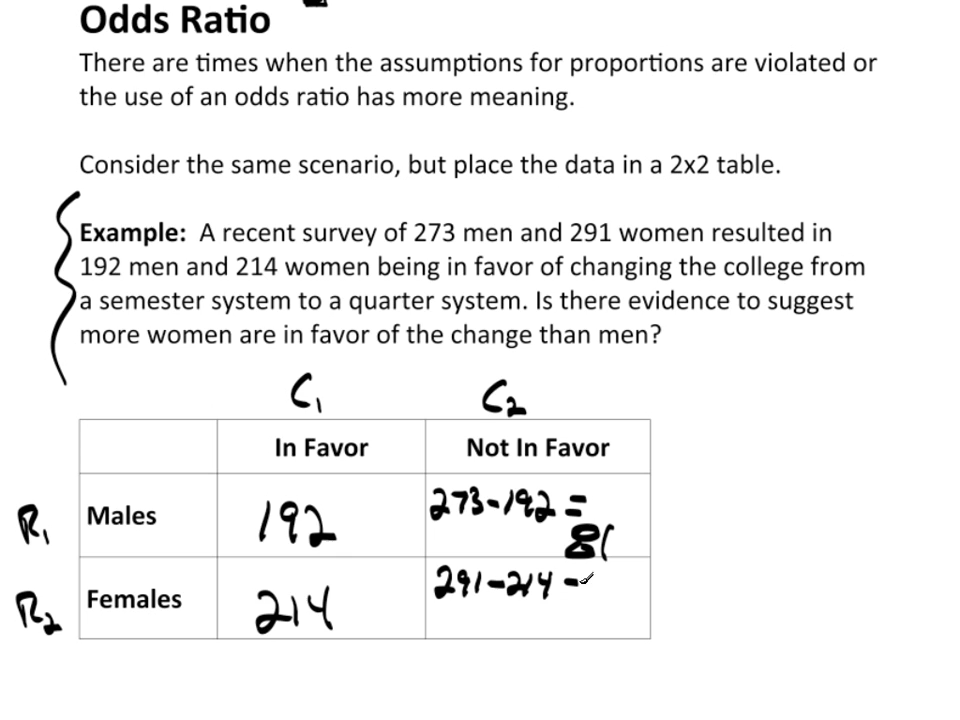 Odds Ratio
There are times when the assumptions for proportions are violated or
the use of an odds ratio has more meaning.
Consider the same scenario, but place the data in a 2x2 table.
Example: A recent survey of 273 men and 291 women resulted in
192 men and 214 women being in favor of changing the college from
a semester system to a quarter system. Is there evidence to suggest
more women are in favor of the change than men?
C1 C2
In Favor Not In Favor
R1 Males 192 273-192 =
81
R2 Females 214 291-214 =